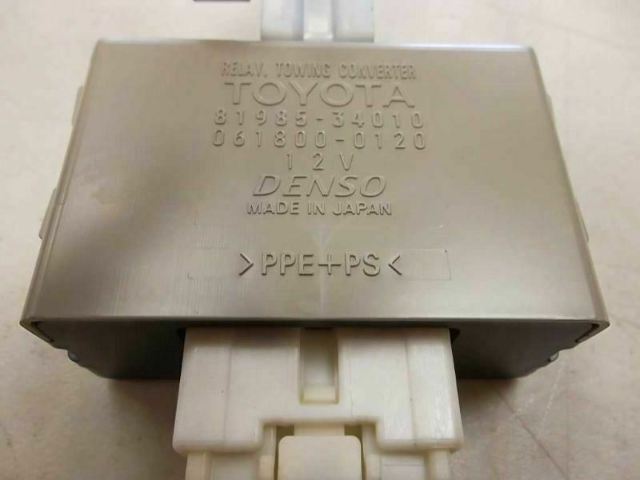 RELAY, TOWING CONVERTER
TOYOTA
81985-34010
061800-0120
12V
DENSO
MADE IN JAPAN
>PPE+PS<